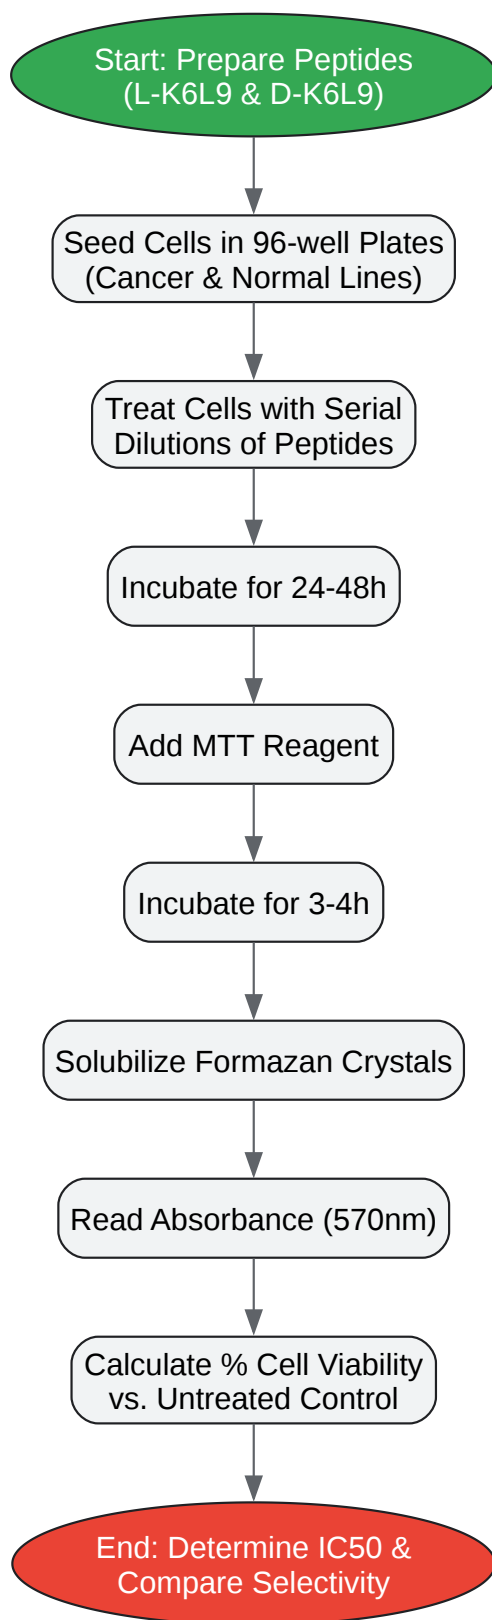 Start: Prepare Peptides
(L-K6L9 & D-K6L9)
Seed Cells in 96-well Plates
(Cancer & Normal Lines)
Treat Cells with Serial
Dilutions of Peptides
Incubate for 24-48h
Add MTT Reagent
Incubate for 3-4h
Solubilize Formazan Crystals
Read Absorbance (570nm)
Calculate % Cell Viability
vs. Untreated Control
End: Determine IC50 &
Compare Selectivity